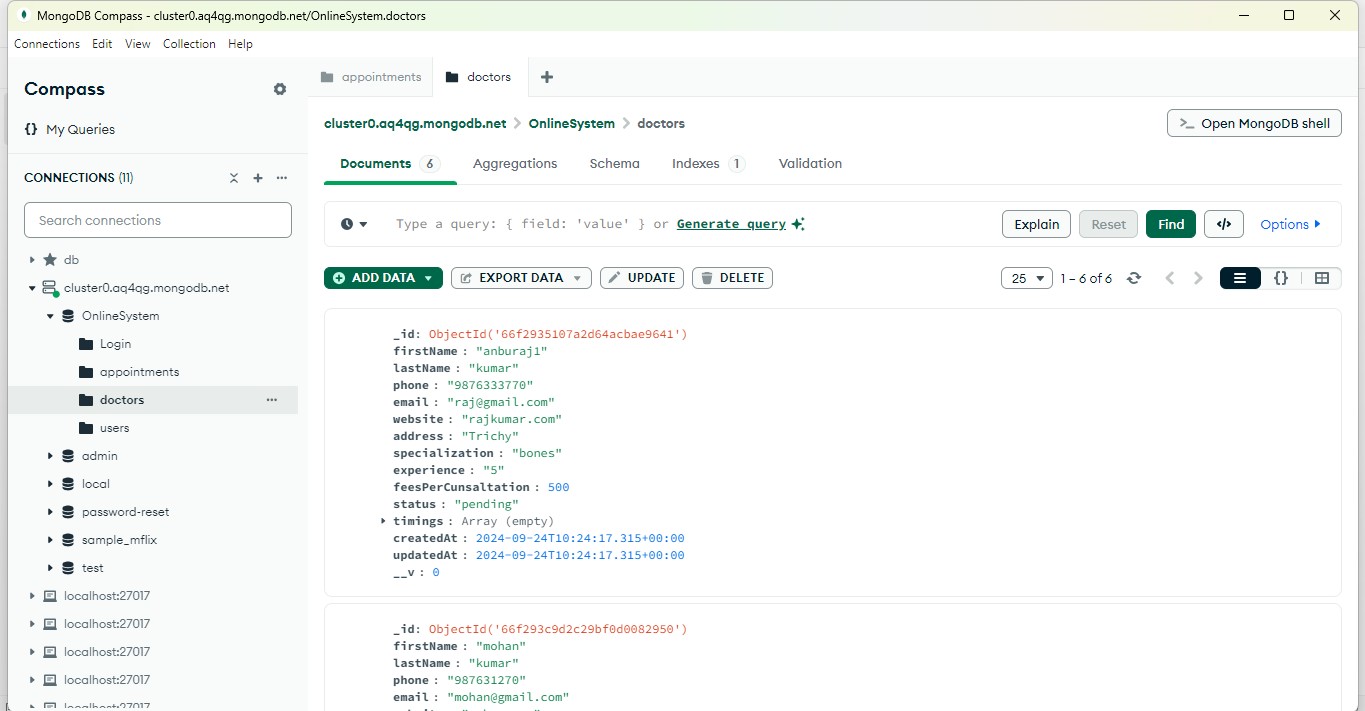 MongoDB Compass - cluster0.aq4qg.mongodb.net/OnlineSystem.doctors
Connections Edit View Collection Help
Compass
{} My Queries
CONNECTIONS (11)
Search connections
db
cluster0.aq4qg.mongodb.net
OnlineSystem
Login
appointments
doctors
users
admin
local
password-reset
sample_mflix
test
localhost:27017
localhost:27017
localhost:27017
localhost:27017
localhost:27017
appointments doctors
cluster0.aq4qg.mongodb.net > OnlineSystem > doctors
>_ Open MongoDB shell
Documents 6 Aggregations Schema Indexes 1 Validation
Type a query: { field: 'value' } or Generate query
Explain Reset Find </> Options
ADD DATA EXPORT DATA UPDATE DELETE
25 1 – 6 of 6 {}
_id: ObjectId('66f2935107a2d64acbae9641')
firstName : "anburaj1"
lastName : "kumar"
phone : "9876333770"
email : "raj@gmail.com"
website : "rajkumar.com"
address : "Trichy"
specialization : "bones"
experience : "5"
feesPerCunsaltation : 500
status : "pending"
timings : Array (empty)
createdAt : 2024-09-24T10:24:17.315+00:00
updatedAt : 2024-09-24T10:24:17.315+00:00
__v : 0
_id: ObjectId('66f293c9d2c29bf0d0082950')
firstName : "mohan"
lastName : "kumar"
phone : "987631270"
email : "mohan@gmail.com"